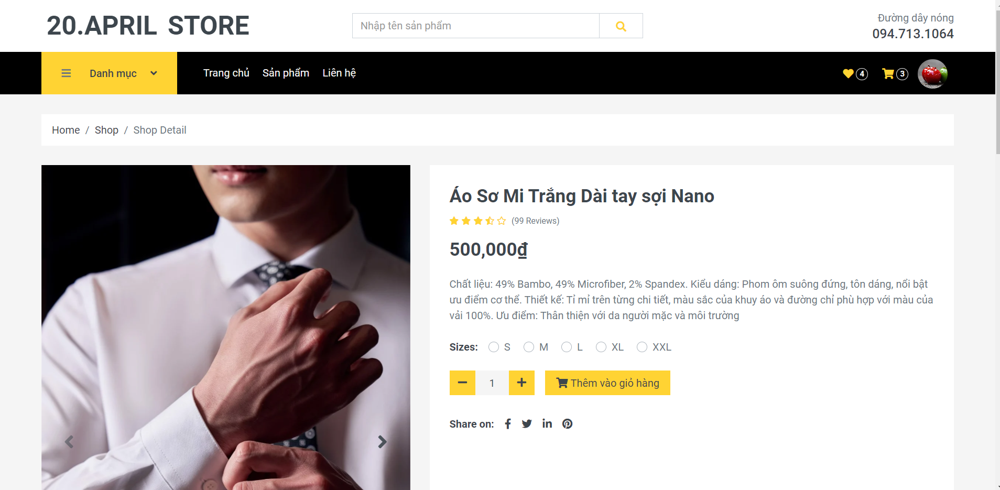 20.APRIL STORE
Nhập tên sản phẩm
Đường dây nóng
094.713.1064
Danh mục
Trang chủ Sản phẩm Liên hệ
4 3
Home / Shop / Shop Detail
Áo Sơ Mi Trắng Dài tay sợi Nano
(99 Reviews)
500,000₫
Chất liệu: 49% Bambo, 49% Microfiber, 2% Spandex. Kiểu dáng: Phom ôm suông đứng, tôn dáng, nổi bật
ưu điểm cơ thể. Thiết kế: Tỉ mỉ trên từng chi tiết, màu sắc của khuy áo và đường chỉ phù hợp với màu của
vải 100%. Ưu điểm: Thân thiện với da người mặc và môi trường
Sizes: S M L XL XXL
1 Thêm vào giỏ hàng
Share on: